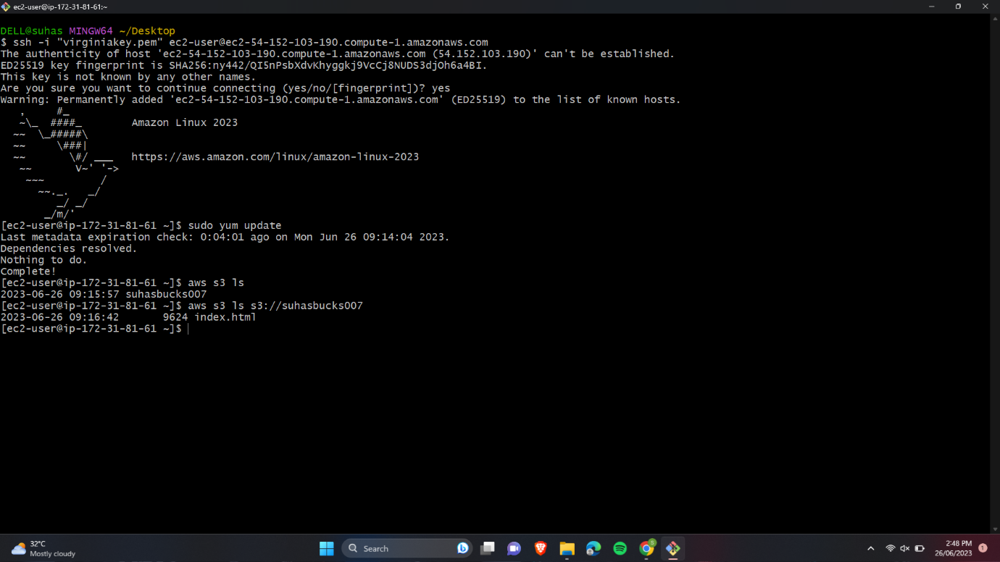 ec2-user@ip-172-31-81-61:~
DELL@suhas MINGW64 ~/Desktop
$ ssh -i "virginiakey.pem" ec2-user@ec2-54-152-103-190.compute-1.amazonaws.com
The authenticity of host 'ec2-54-152-103-190.compute-1.amazonaws.com (54.152.103.190)' can't be established.
ED25519 key fingerprint is SHA256:ny442/QI5nPsbXdvKhyggkj9VcCj8NUDS3djOh6a4BI.
This key is not known by any other names.
Are you sure you want to continue connecting (yes/no/[fingerprint])? yes
Warning: Permanently added 'ec2-54-152-103-190.compute-1.amazonaws.com' (ED25519) to the list of known hosts.
   ,     #_
   ~\_  ####_        Amazon Linux 2023
  ~~  \_#####\
  ~~     \###|
  ~~       \#/ ___   https://aws.amazon.com/linux/amazon-linux-2023
   ~~       V~' '->
    ~~~         /
      ~~._.   _/
         _/ _/
       _/m/'
[ec2-user@ip-172-31-81-61 ~]$ sudo yum update
Last metadata expiration check: 0:04:01 ago on Mon Jun 26 09:14:04 2023.
Dependencies resolved.
Nothing to do.
Complete!
[ec2-user@ip-172-31-81-61 ~]$ aws s3 ls
2023-06-26 09:15:57 suhasbucks007
[ec2-user@ip-172-31-81-61 ~]$ aws s3 ls s3://suhasbucks007
2023-06-26 09:16:42       9624 index.html
[ec2-user@ip-172-31-81-61 ~]$
32°C
Mostly cloudy
Search
S
2:48 PM
26/06/2023
1